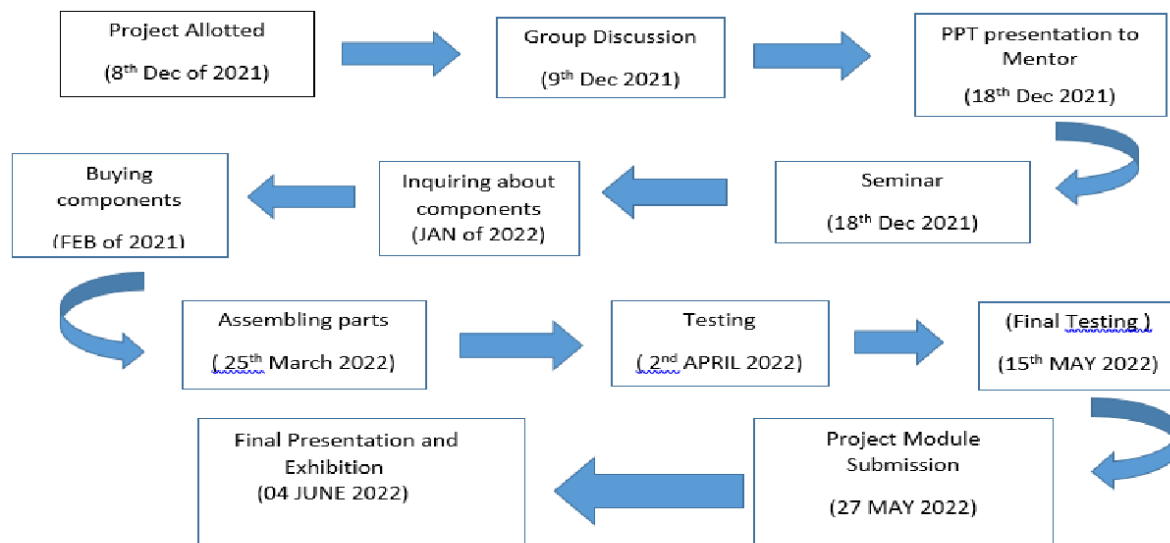 Project Allotted
(8th Dec of 2021)
Group Discussion
(9th Dec 2021)
PPT presentation to
Mentor
(18th Dec 2021)
Seminar
(18th Dec 2021)
Inquiring about
components
(JAN of 2022)
Buying
components
(FEB of 2021)
Assembling parts
( 25th March 2022)
Testing
( 2nd APRIL 2022)
(Final Testing )
(15th MAY 2022)
Project Module
Submission
(27 MAY 2022)
Final Presentation and
Exhibition
(04 JUNE 2022)